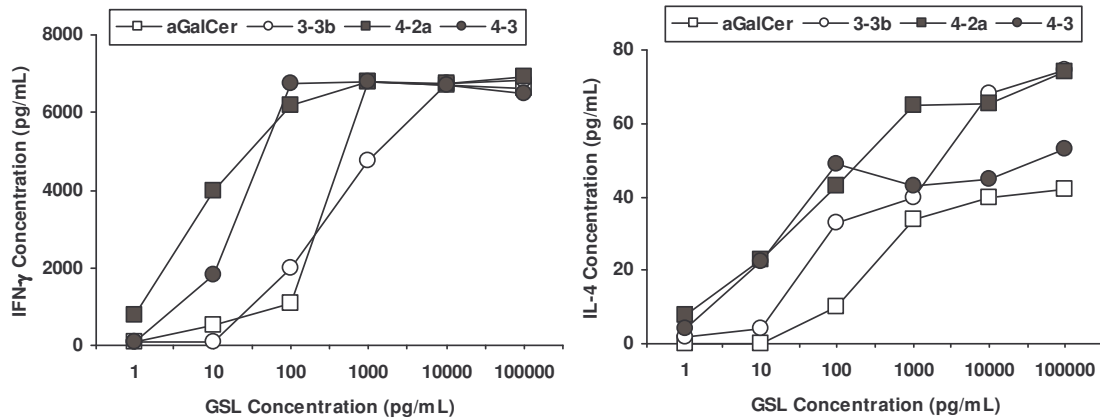 aGalCer 3-3b 4-2a 4-3
8000
6000
4000
2000
0
IFN-γ Concentration (pg/mL)
1 10 100 1000 10000 100000
GSL Concentration (pg/mL)
aGalCer 3-3b 4-2a 4-3
80
60
40
20
0
IL-4 Concentration (pg/mL)
1 10 100 1000 10000 100000
GSL Concentration (pg/mL)